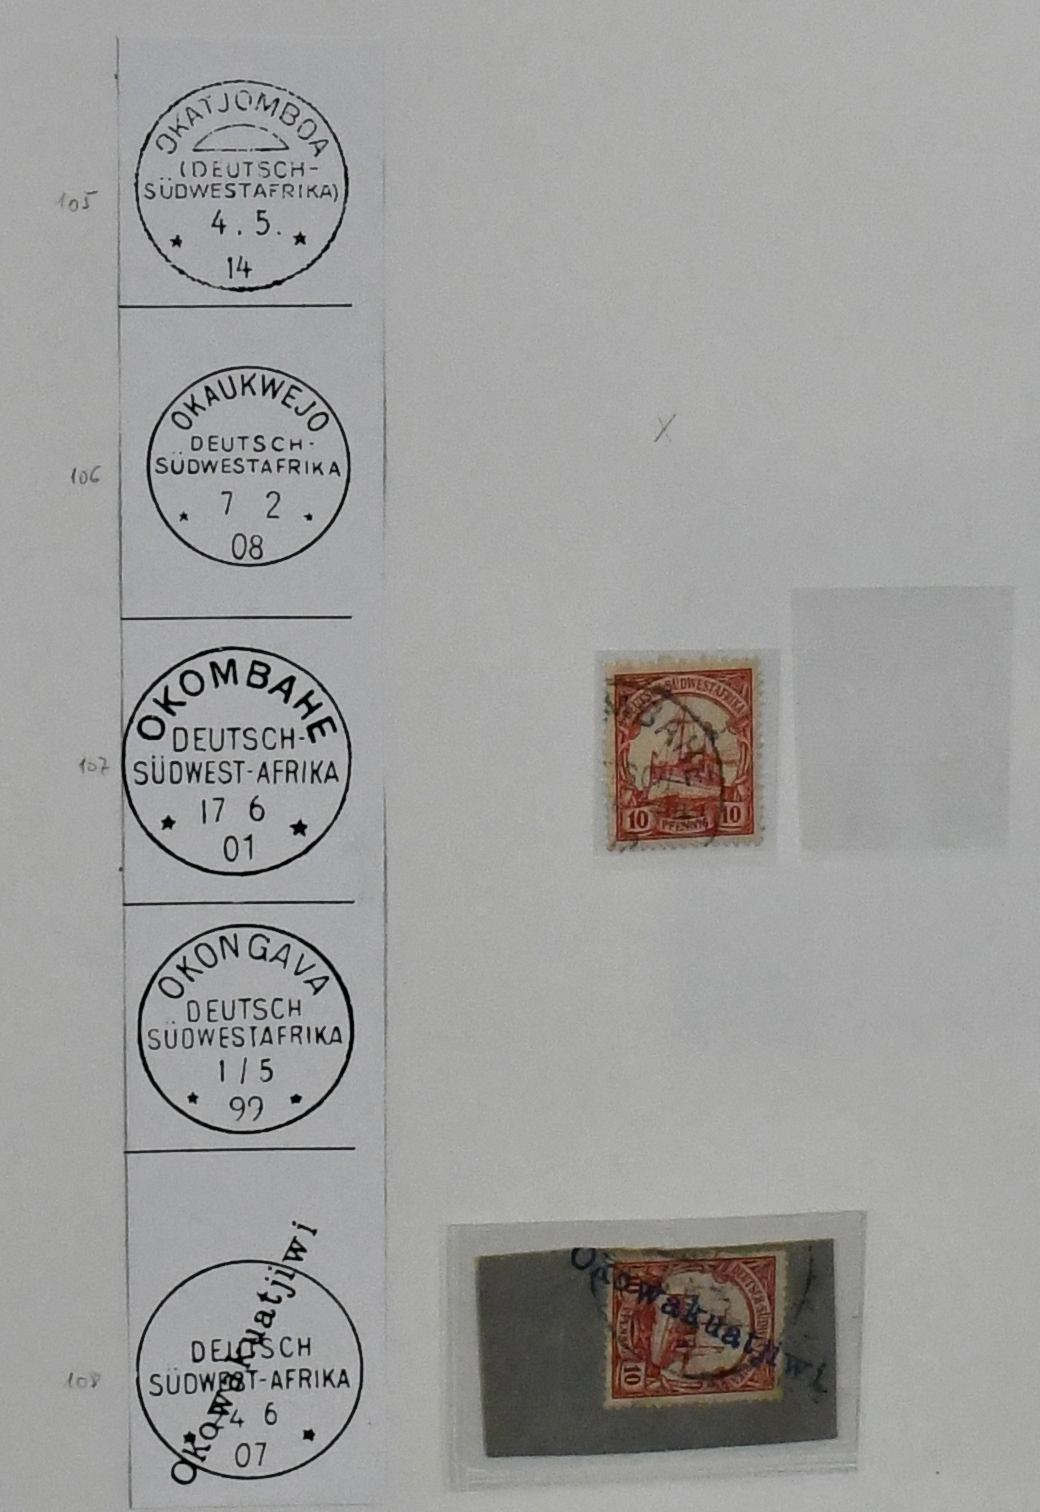 105
OKATJOMBOA
(DEUTSCH-
SÜDWESTAFRIKA)
4. 5.
14
106
OKAUKWEJO
DEUTSCH-
SÜDWESTAFRIKA
7 2
08
X
107
OKOMBAHE
DEUTSCH-
SÜDWEST-AFRIKA
17 6
01
SÜDWESTAFRIKA
10 PFENNIG 10
OKONGAVA
DEUTSCH
SÜDWESTAFRIKA
1/5
99
108
Okowakuatjiwi
DEUTSCH
SÜDWEST-AFRIKA
4 6
07
Okowakuatjiwi
10